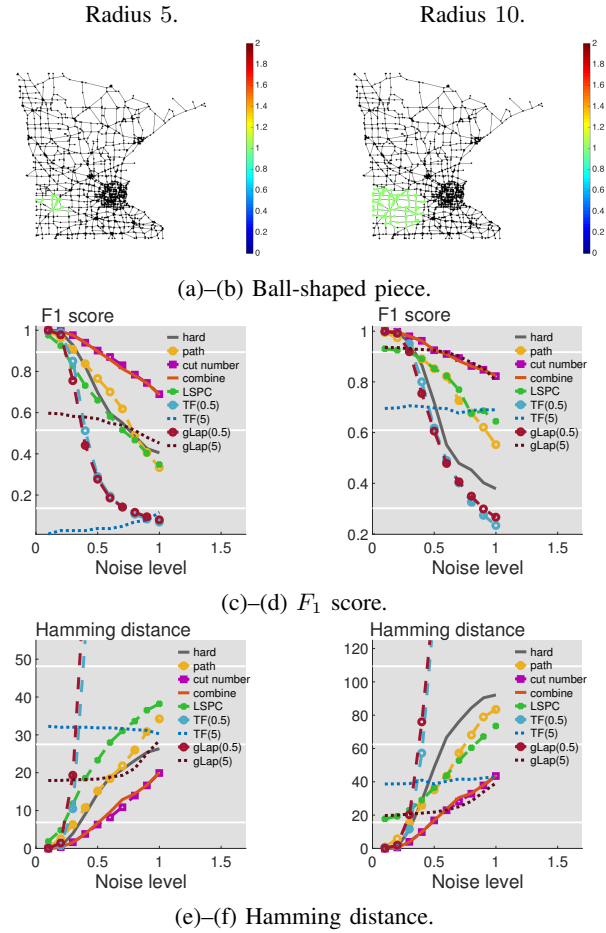 Radius 5. Radius 10.
2 2
1.8 1.8
1.6 1.6
1.4 1.4
1.2 1.2
1 1
0.8 0.8
0.6 0.6
0.4 0.4
0.2 0.2
0 0
(a)–(b) Ball-shaped piece.
F1 score F1 score
1 1
0.8 0.8
0.6 0.6
0.4 0.4
0.2 0.2
hard hard
path path
cut number cut number
combine combine
LSPC LSPC
TF(0.5) TF(0.5)
TF(5) TF(5)
gLap(0.5) gLap(0.5)
gLap(5) gLap(5)
0 0.5 1 1.5 0 0.5 1 1.5
Noise level Noise level
(c)–(d) F₁ score.
Hamming distance Hamming distance
50 120
40 100
30 80
20 60
10 40
0 20
0
hard hard
path path
cut number cut number
combine combine
LSPC LSPC
TF(0.5) TF(0.5)
TF(5) TF(5)
gLap(0.5) gLap(0.5)
gLap(5) gLap(5)
0 0.5 1 1.5 0 0.5 1 1.5
Noise level Noise level
(e)–(f) Hamming distance.